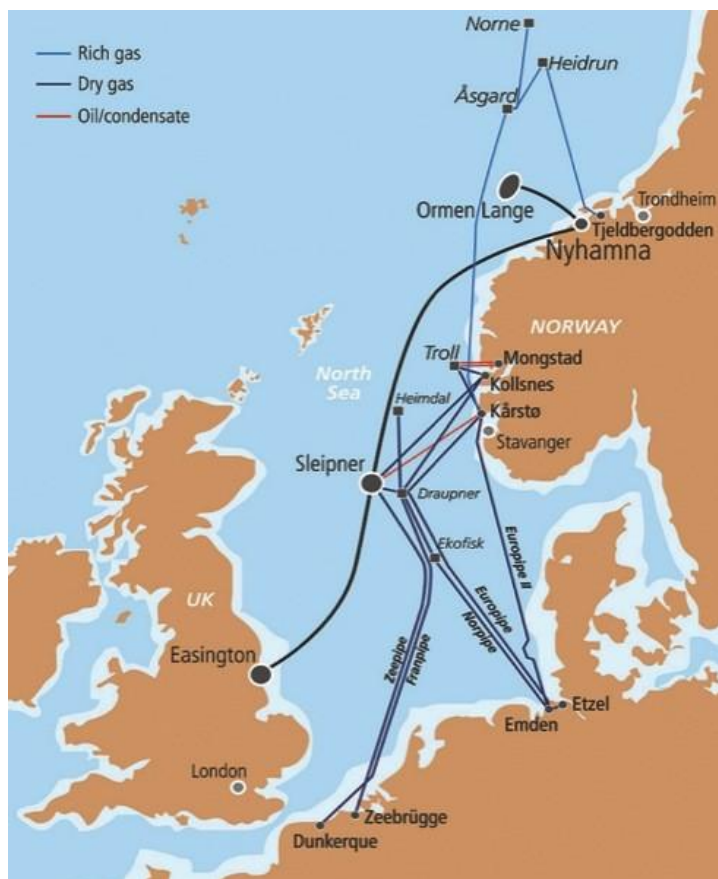 Rich gas
Dry gas
Oil/condensate
Norne
Heidrun
Åsgard
Ormen Lange
Trondheim
Tjeldbergodden
Nyhamna
NORWAY
North
Sea
Troll
Mongstad
Kollsnes
Heimdal
Kårstø
Stavanger
Sleipner
Draupner
Ekofisk
Europipe II
Europipe
Norpipe
UK
Zeepipe
Franpipe
Easington
Etzel
Emden
London
Zeebrügge
Dunkerque